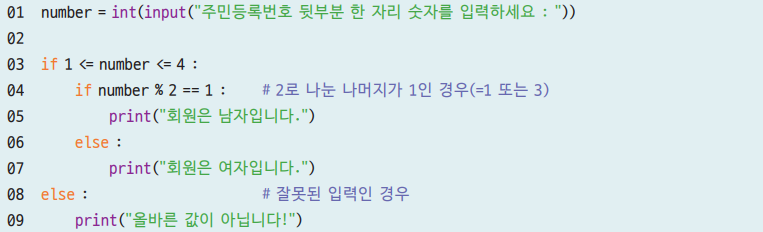 01 number = int(input("주민등록번호 뒷부분 한 자리 숫자를 입력하세요 : "))
02
03 if 1 <= number <= 4 :
04     if number % 2 == 1 :    # 2로 나눈 나머지가 1인 경우(=1 또는 3)
05         print("회원은 남자입니다.")
06     else :
07         print("회원은 여자입니다.")
08 else :                      # 잘못된 입력인 경우
09     print("올바른 값이 아닙니다!")